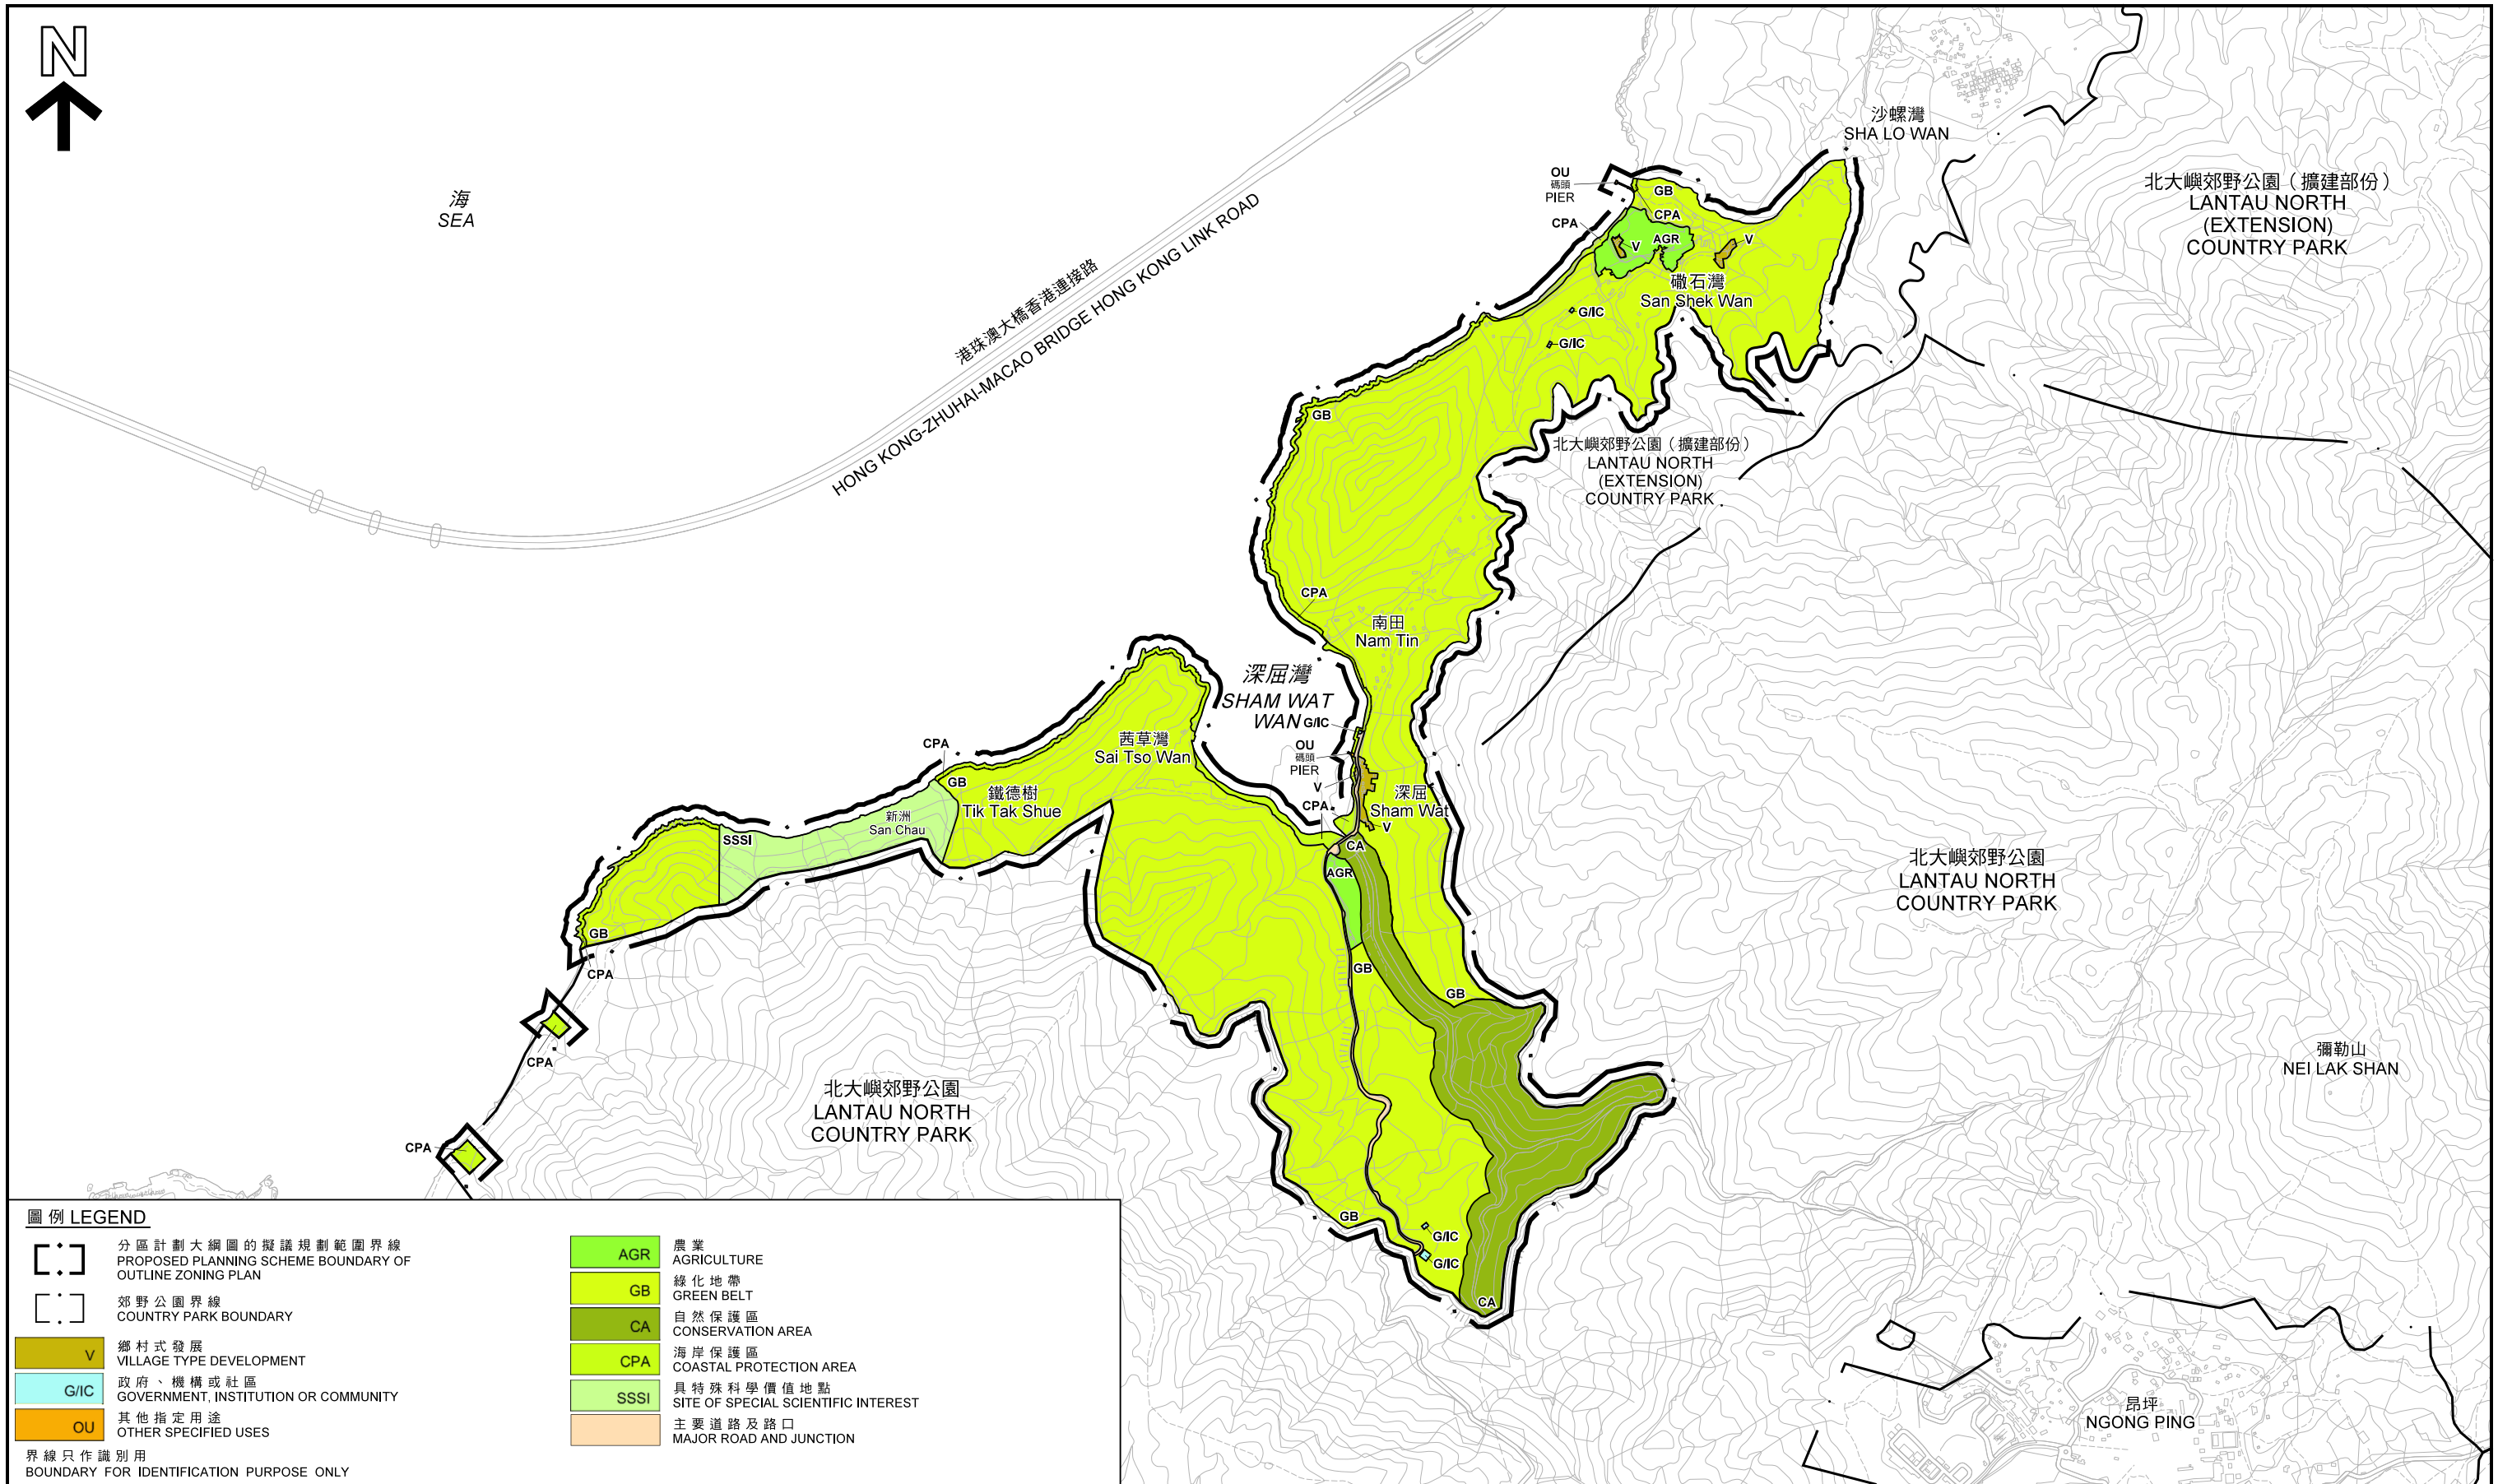 N
海
SEA
港珠澳大橋香港連接路
HONG KONG-ZHUHAI-MACAO BRIDGE HONG KONG LINK ROAD
沙螺灣
SHA LO WAN
北大嶼郊野公園（擴建部份）
LANTAU NORTH
(EXTENSION)
COUNTRY PARK
OU
碼頭
PIER
GB
CPA
CPA
V
AGR
V
磡石灣
San Shek Wan
G/IC
G/IC
GB
北大嶼郊野公園（擴建部份）
LANTAU NORTH
(EXTENSION)
COUNTRY PARK
CPA
南田
Nam Tin
深屈灣
SHAM WAT
WAN
G/IC
OU
碼頭
PIER
V
CPA
深屈
Sham Wat
V
CA
AGR
茜草灣
Sai Tso Wan
CPA
GB
鐵德樹
Tik Tak Shue
新洲
San Chau
SSSI
GB
CPA
CPA
CPA
GB
GB
北大嶼郊野公園
LANTAU NORTH
COUNTRY PARK
北大嶼郊野公園
LANTAU NORTH
COUNTRY PARK
彌勒山
NEI LAK SHAN
GB
G/IC
G/IC
CA
昂坪
NGONG PING
圖例 LEGEND
分區計劃大綱圖的擬議規劃範圍界線
PROPOSED PLANNING SCHEME BOUNDARY OF
OUTLINE ZONING PLAN
郊野公園界線
COUNTRY PARK BOUNDARY
V
鄉村式發展
VILLAGE TYPE DEVELOPMENT
G/IC
政府、機構或社區
GOVERNMENT, INSTITUTION OR COMMUNITY
OU
其他指定用途
OTHER SPECIFIED USES
界線只作識別用
BOUNDARY FOR IDENTIFICATION PURPOSE ONLY
AGR
農業
AGRICULTURE
GB
綠化地帶
GREEN BELT
CA
自然保護區
CONSERVATION AREA
CPA
海岸保護區
COASTAL PROTECTION AREA
SSSI
具特殊科學價值地點
SITE OF SPECIAL SCIENTIFIC INTEREST
主要道路及路口
MAJOR ROAD AND JUNCTION